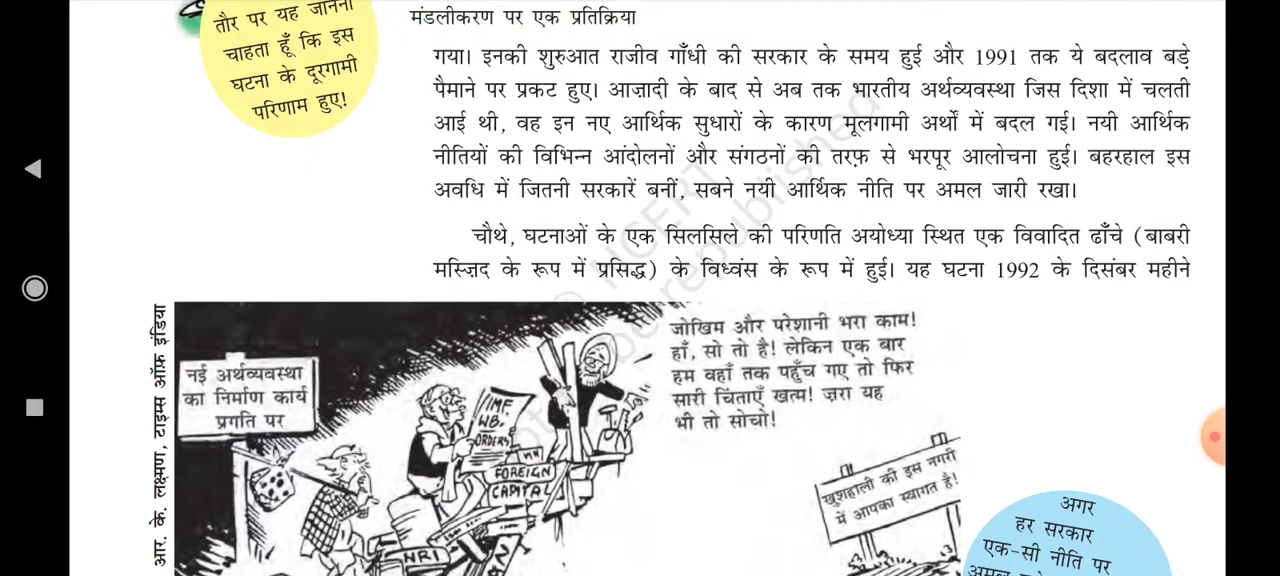 तौर पर यह जानना
चाहता हूँ कि इस
घटना के दूरगामी
परिणाम हुए!
मंडलीकरण पर एक प्रतिक्रिया
गया। इनकी शुरुआत राजीव गाँधी की सरकार के समय हुई और 1991 तक ये बदलाव बड़े
पैमाने पर प्रकट हुए। आज़ादी के बाद से अब तक भारतीय अर्थव्यवस्था जिस दिशा में चलती
आई थी, वह इन नए आर्थिक सुधारों के कारण मूलगामी अर्थों में बदल गई। नयी आर्थिक
नीतियों की विभिन्न आंदोलनों और संगठनों की तरफ़ से भरपूर आलोचना हुई। बहरहाल इस
अवधि में जितनी सरकारें बनीं, सबने नयी आर्थिक नीति पर अमल जारी रखा।
चौथे, घटनाओं के एक सिलसिले की परिणति अयोध्या स्थित एक विवादित ढाँचे (बाबरी
मस्ज़िद के रूप में प्रसिद्ध) के विध्वंस के रूप में हुई। यह घटना 1992 के दिसंबर महीने
© NCERT
not to be republished
आर. के. लक्ष्मण, टाइम्स ऑफ़ इंडिया
नई अर्थव्यवस्था
का निर्माण कार्य
प्रगति पर
IMF.
WB.
ORDERS
FOREIGN
CAPITAL
NRI
जोखिम और परेशानी भरा काम!
हाँ, सो तो है! लेकिन एक बार
हम वहाँ तक पहुँच गए तो फिर
सारी चिंताएँ खत्म! ज़रा यह
भी तो सोचो!
खुशहाली की इस नगरी
में आपका स्वागत है!
अगर
हर सरकार
एक-सी नीति पर